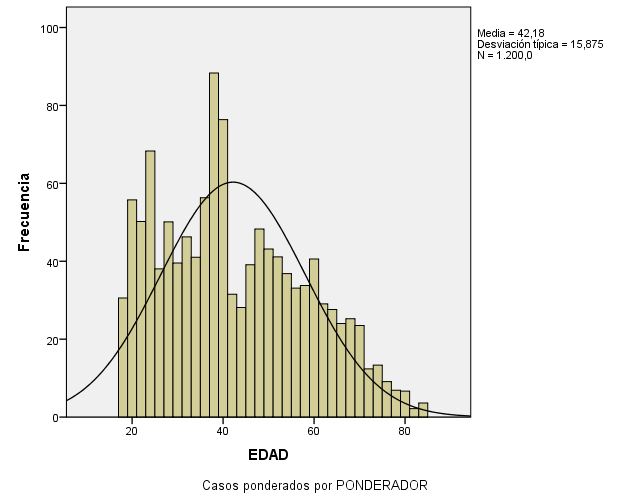 Media = 42,18
Desviación típica = 15,875
N = 1.200,0
Frecuencia
100
80
60
40
20
0
20 40 60 80
EDAD
Casos ponderados por PONDERADOR